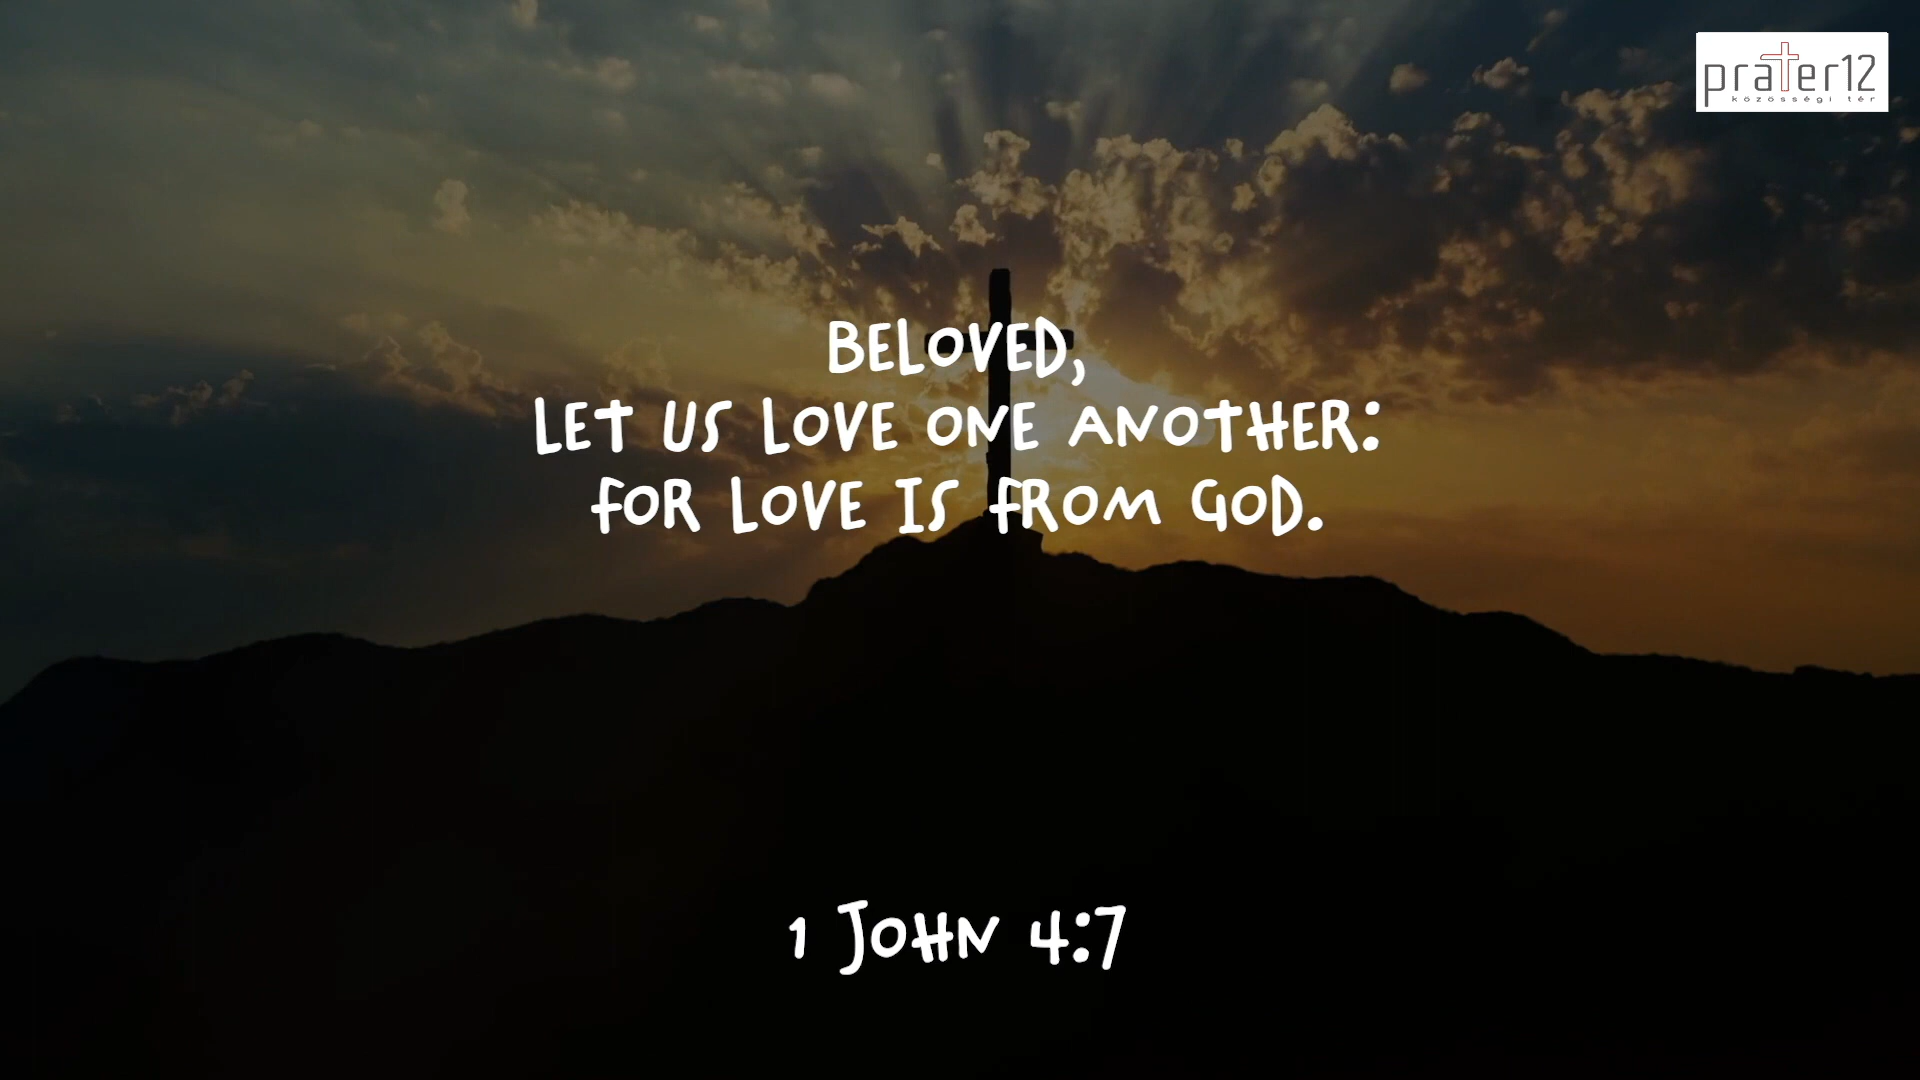 prater12
közösségi tér
BELOVED,
LET US LOVE ONE ANOTHER:
FOR LOVE IS FROM GOD.
1 JOHN 4:7